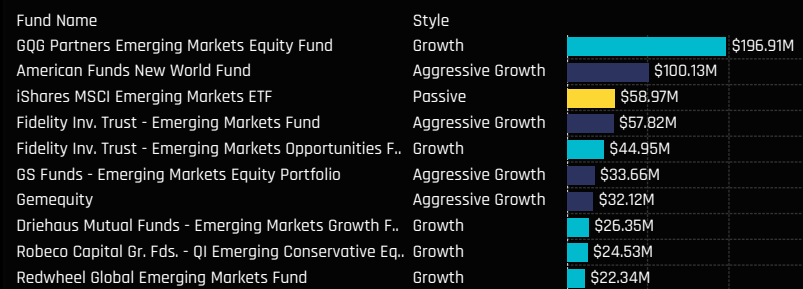 Fund Name Style
GQG Partners Emerging Markets Equity Fund Growth $196.91M
American Funds New World Fund Aggressive Growth $100.13M
iShares MSCI Emerging Markets ETF Passive $58.97M
Fidelity Inv. Trust - Emerging Markets Fund Aggressive Growth $57.82M
Fidelity Inv. Trust - Emerging Markets Opportunities F.. Growth $44.95M
GS Funds - Emerging Markets Equity Portfolio Aggressive Growth $33.66M
Gemequity Aggressive Growth $32.12M
Driehaus Mutual Funds - Emerging Markets Growth F.. Growth $26.35M
Robeco Capital Gr. Fds. - QI Emerging Conservative Eq.. Growth $24.53M
Redwheel Global Emerging Markets Fund Growth $22.34M